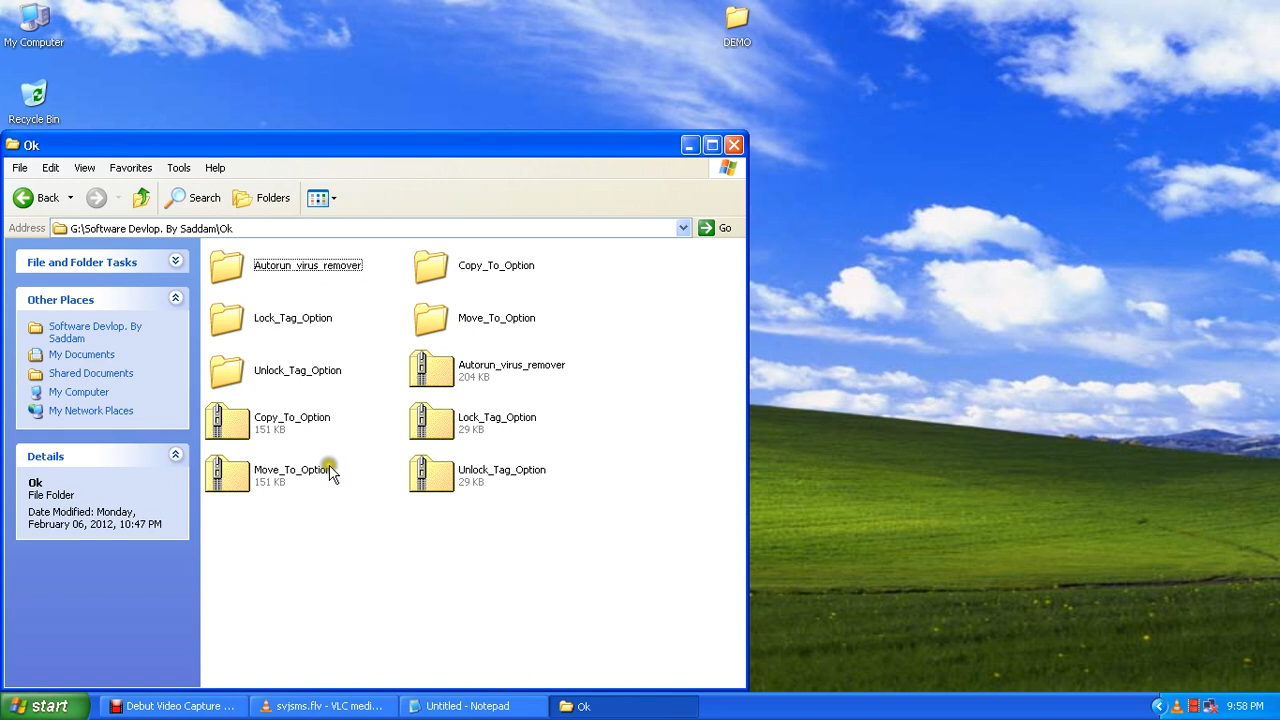 My Computer
DEMO
Recycle Bin
Ok
File Edit View Favorites Tools Help
Back Search Folders
Address G:\Software Devlop. By Saddam\Ok Go
File and Folder Tasks
Other Places
Software Devlop. By
Saddam
My Documents
Shared Documents
My Computer
My Network Places
Details
Ok
File Folder
Date Modified: Monday,
February 06, 2012, 10:47 PM
Autorun_virus_remover
Copy_To_Option
Lock_Tag_Option
Move_To_Option
Unlock_Tag_Option
Autorun_virus_remover
204 KB
Copy_To_Option
151 KB
Lock_Tag_Option
29 KB
Move_To_Option
151 KB
Unlock_Tag_Option
29 KB
start
Debut Video Capture ...
svjsms.flv - VLC medi...
Untitled - Notepad
Ok
9:58 PM